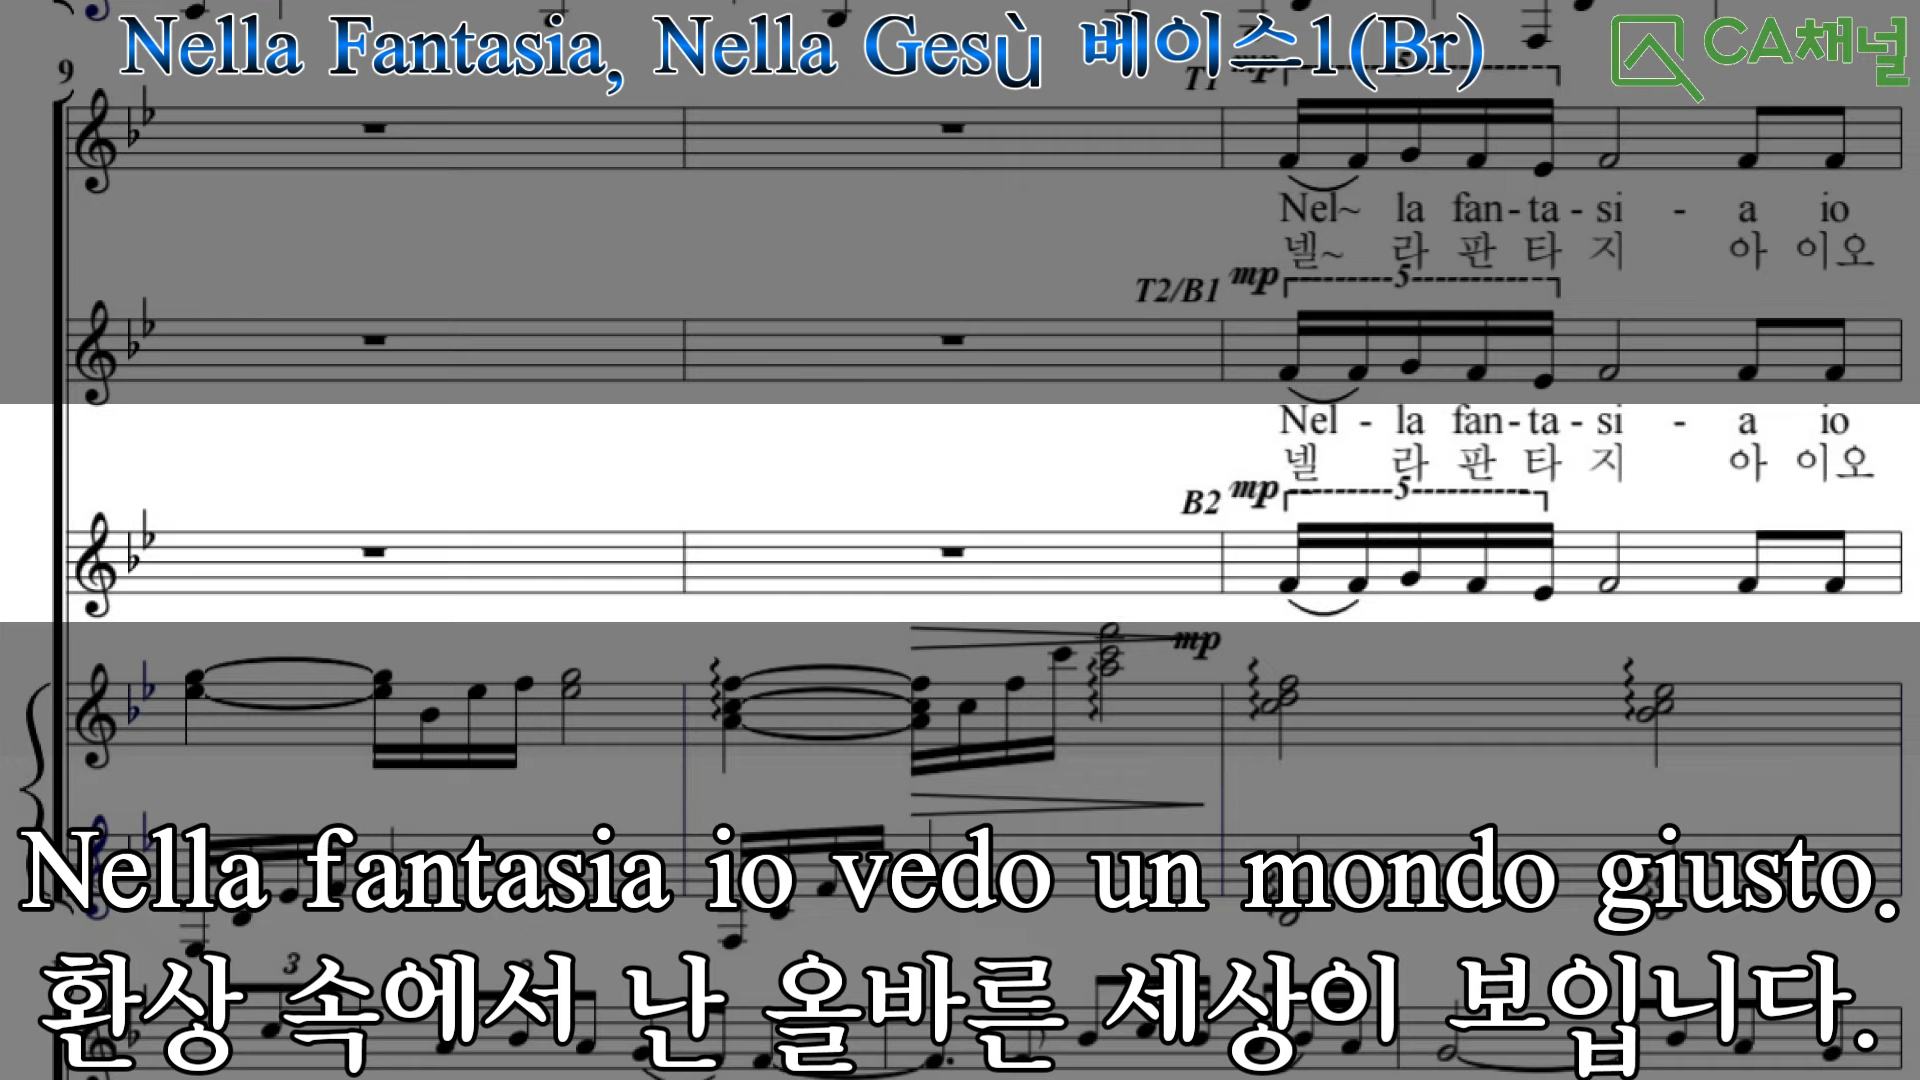 Nella Fantasia, Nella Gesù 베이스1(Br)
CA채널
9
T1 mp 5
Nel~ la fan-ta-si - a io
넬~ 라 판 타 지 아 이오
T2/B1 mp 5
Nel - la fan-ta-si - a io
넬 라 판 타 지 아 이오
B2 mp 5
mp
Nella fantasia io vedo un mondo giusto.
3
환상 속에서 난 올바른 세상이 보입니다.